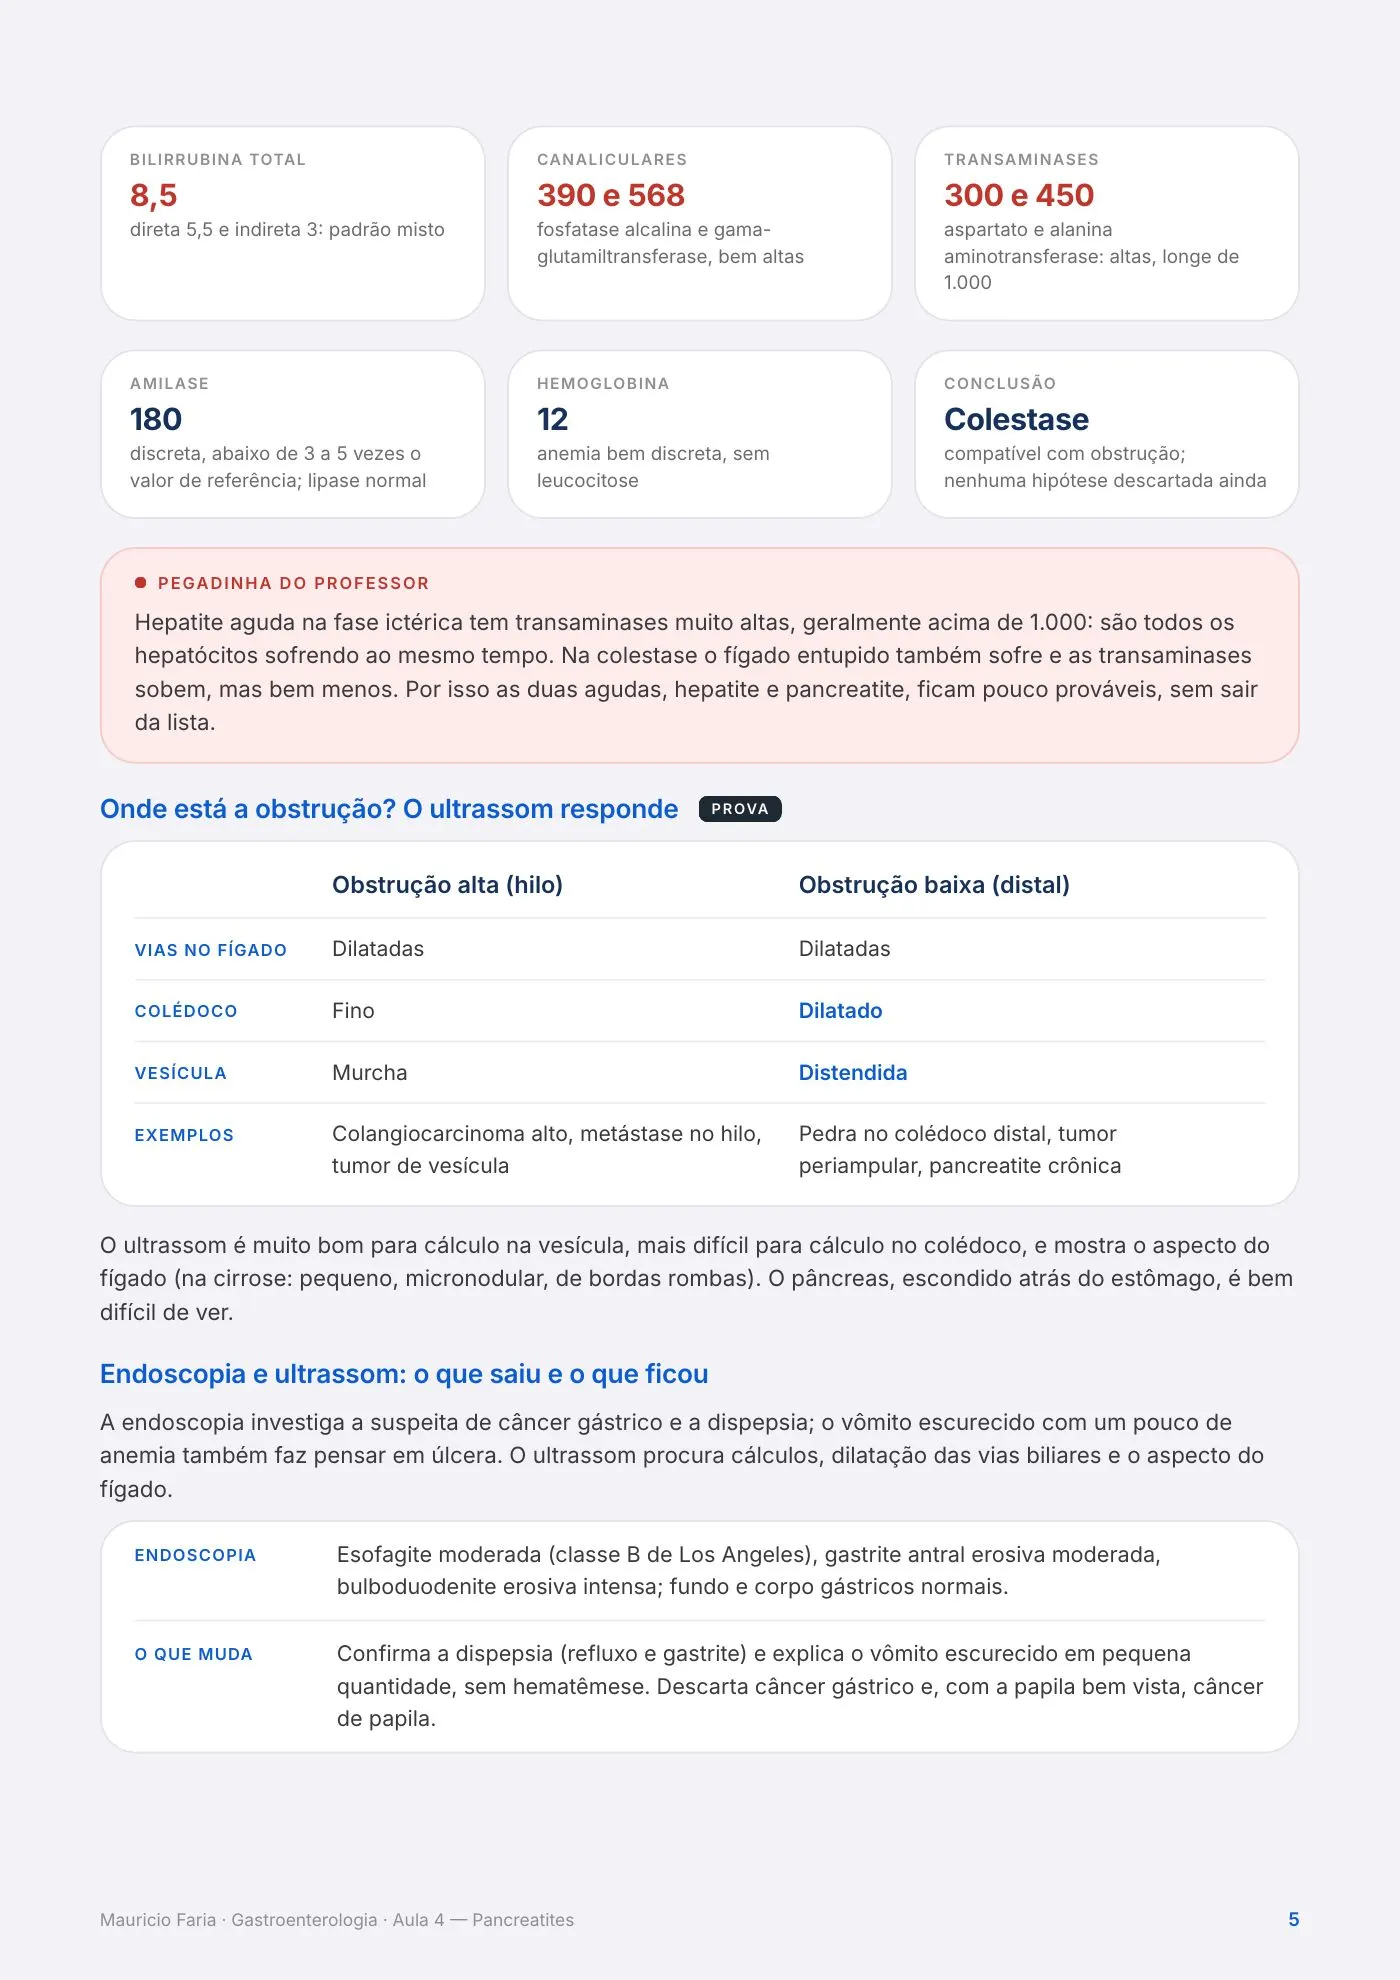 BILIRRUBINA TOTAL
8,5
direta 5,5 e indireta 3: padrão misto
CANALICULARES
390 e 568
fosfatase alcalina e gama-
glutamiltransferase, bem altas
TRANSAMINASES
300 e 450
aspartato e alanina
aminotransferase: altas, longe de
1.000
AMILASE
180
discreta, abaixo de 3 a 5 vezes o
valor de referência; lipase normal
HEMOGLOBINA
12
anemia bem discreta, sem
leucocitose
CONCLUSÃO
Colestase
compatível com obstrução;
nenhuma hipótese descartada ainda
PEGADINHA DO PROFESSOR
Hepatite aguda na fase ictérica tem transaminases muito altas, geralmente acima de 1.000: são todos os
hepatócitos sofrendo ao mesmo tempo. Na colestase o fígado entupido também sofre e as transaminases
sobem, mas bem menos. Por isso as duas agudas, hepatite e pancreatite, ficam pouco prováveis, sem sair
da lista.
Onde está a obstrução? O ultrassom responde PROVA
Obstrução alta (hilo) Obstrução baixa (distal)
VIAS NO FÍGADO Dilatadas Dilatadas
COLÉDOCO Fino Dilatado
VESÍCULA Murcha Distendida
EXEMPLOS Colangiocarcinoma alto, metástase no hilo, Pedra no colédoco distal, tumor
tumor de vesícula periampular, pancreatite crônica
O ultrassom é muito bom para cálculo na vesícula, mais difícil para cálculo no colédoco, e mostra o aspecto do
fígado (na cirrose: pequeno, micronodular, de bordas rombas). O pâncreas, escondido atrás do estômago, é bem
difícil de ver.
Endoscopia e ultrassom: o que saiu e o que ficou
A endoscopia investiga a suspeita de câncer gástrico e a dispepsia; o vômito escurecido com um pouco de
anemia também faz pensar em úlcera. O ultrassom procura cálculos, dilatação das vias biliares e o aspecto do
fígado.
ENDOSCOPIA Esofagite moderada (classe B de Los Angeles), gastrite antral erosiva moderada,
bulboduodenite erosiva intensa; fundo e corpo gástricos normais.
O QUE MUDA Confirma a dispepsia (refluxo e gastrite) e explica o vômito escurecido em pequena
quantidade, sem hematêmese. Descarta câncer gástrico e, com a papila bem vista, câncer
de papila.
Mauricio Faria · Gastroenterologia · Aula 4 — Pancreatites 5